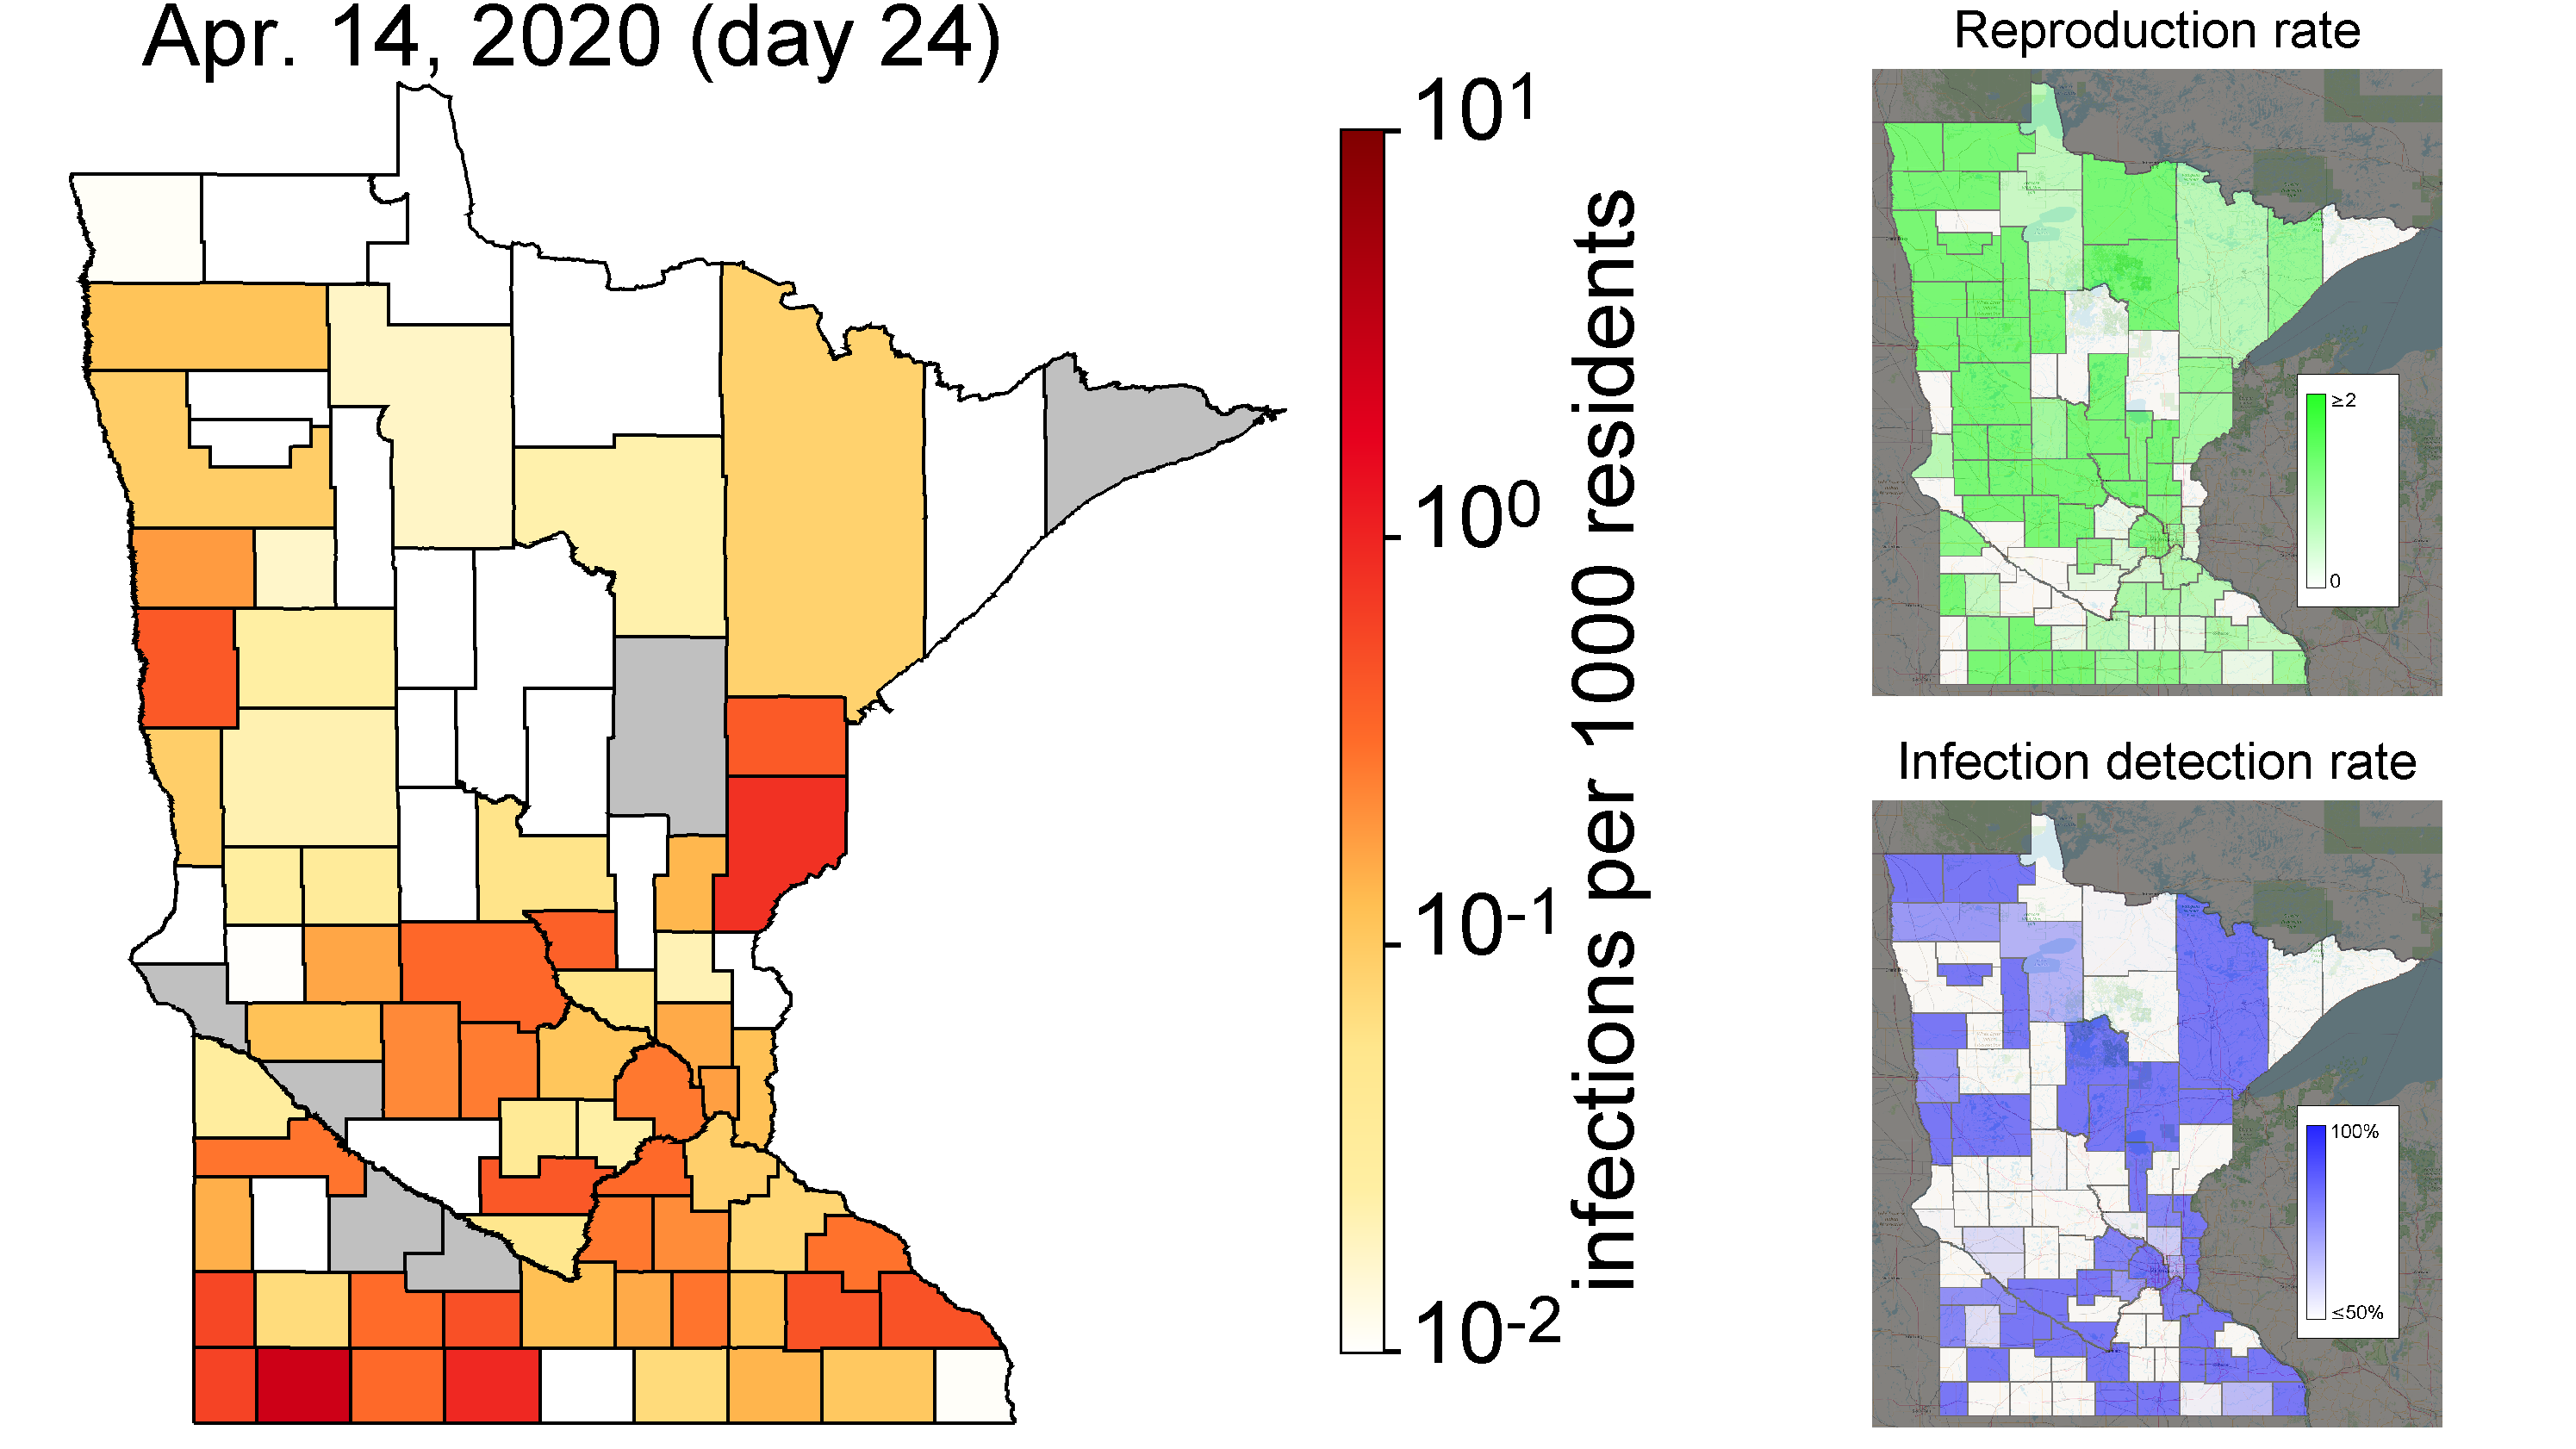 Apr. 14, 2020 (day 24)
10¹
10⁰
10⁻¹
10⁻²
infections per 1000 residents
Reproduction rate
≥2
0
Infection detection rate
100%
≤50%